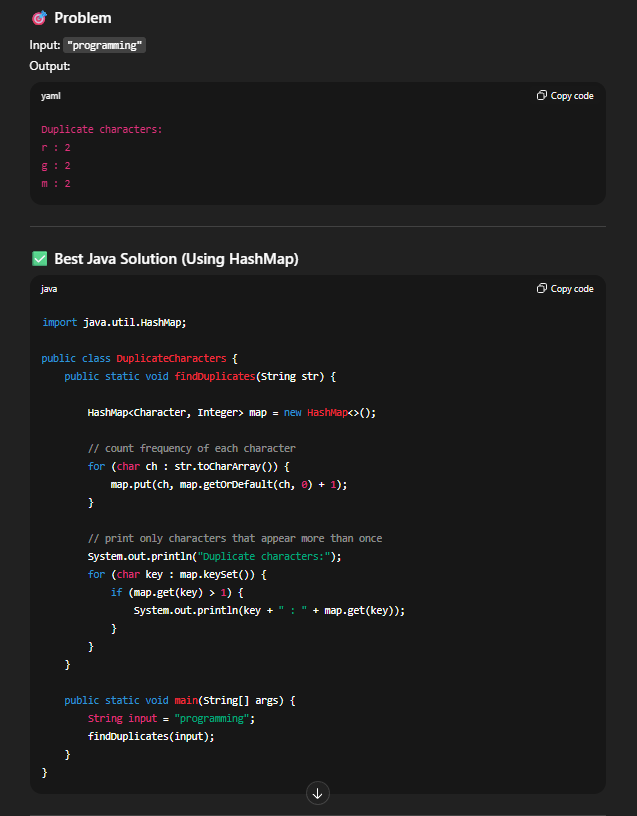 🎯 Problem
Input: "programming"
Output:
yaml
Copy code
Duplicate characters:
r : 2
g : 2
m : 2
✅ Best Java Solution (Using HashMap)
java
Copy code
import java.util.HashMap;
public class DuplicateCharacters {
    public static void findDuplicates(String str) {
        HashMap<Character, Integer> map = new HashMap<>();
        // count frequency of each character
        for (char ch : str.toCharArray()) {
            map.put(ch, map.getOrDefault(ch, 0) + 1);
        }
        // print only characters that appear more than once
        System.out.println("Duplicate characters:");
        for (char key : map.keySet()) {
            if (map.get(key) > 1) {
                System.out.println(key + " : " + map.get(key));
            }
        }
    }
    public static void main(String[] args) {
        String input = "programming";
        findDuplicates(input);
    }
}